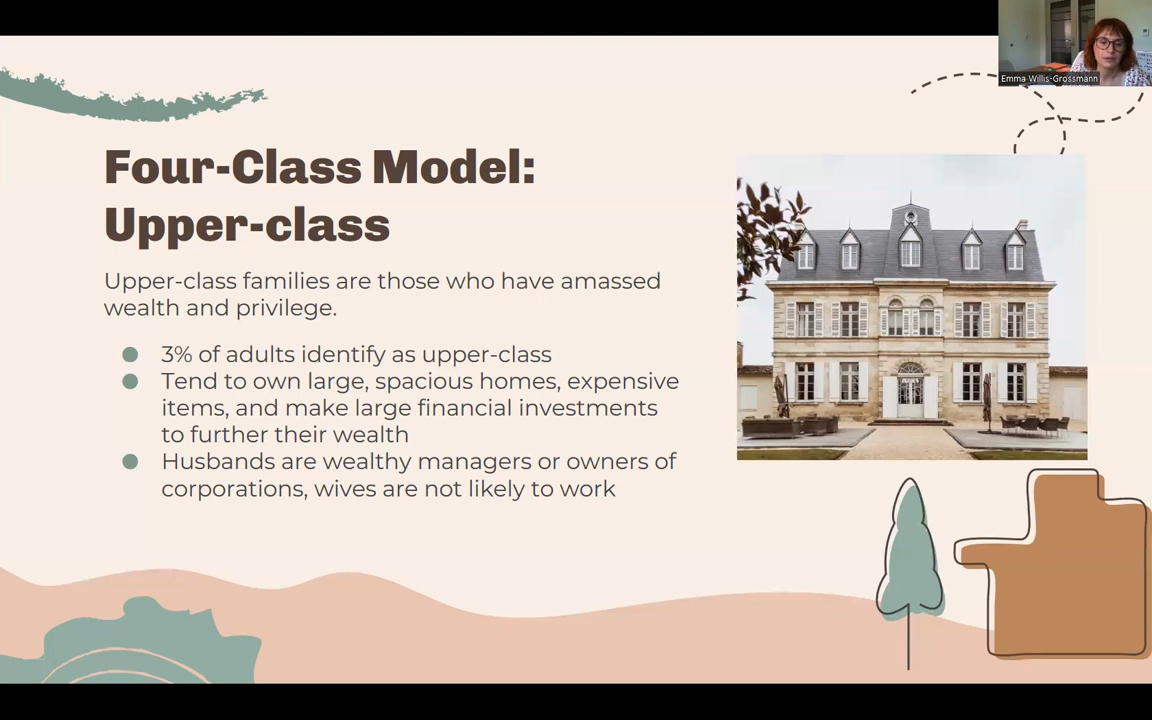 Emma Willis-Grossmann
Four-Class Model:
Upper-class
Upper-class families are those who have amassed
wealth and privilege.
3% of adults identify as upper-class
Tend to own large, spacious homes, expensive
items, and make large financial investments
to further their wealth
Husbands are wealthy managers or owners of
corporations, wives are not likely to work